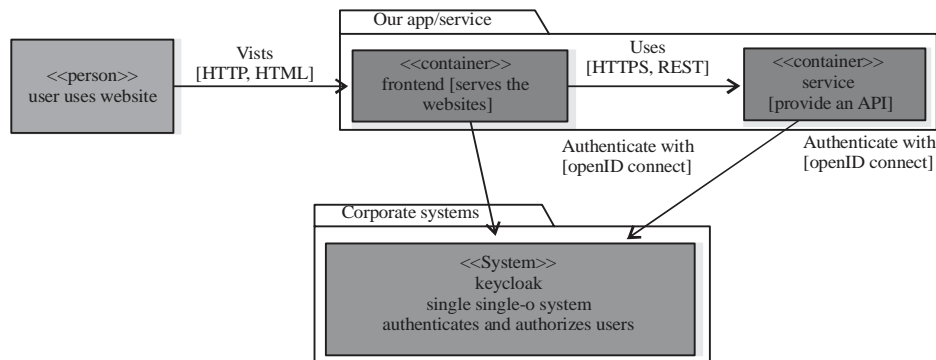 Our app/service
<<person>>
user uses website
Vists
[HTTP, HTML]
<<container>>
frontend [serves the
websites]
Uses
[HTTPS, REST]
<<container>>
service
[provide an API]
Authenticate with
[openID connect]
Authenticate with
[openID connect]
Corporate systems
<<System>>
keycloak
single single-o system
authenticates and authorizes users